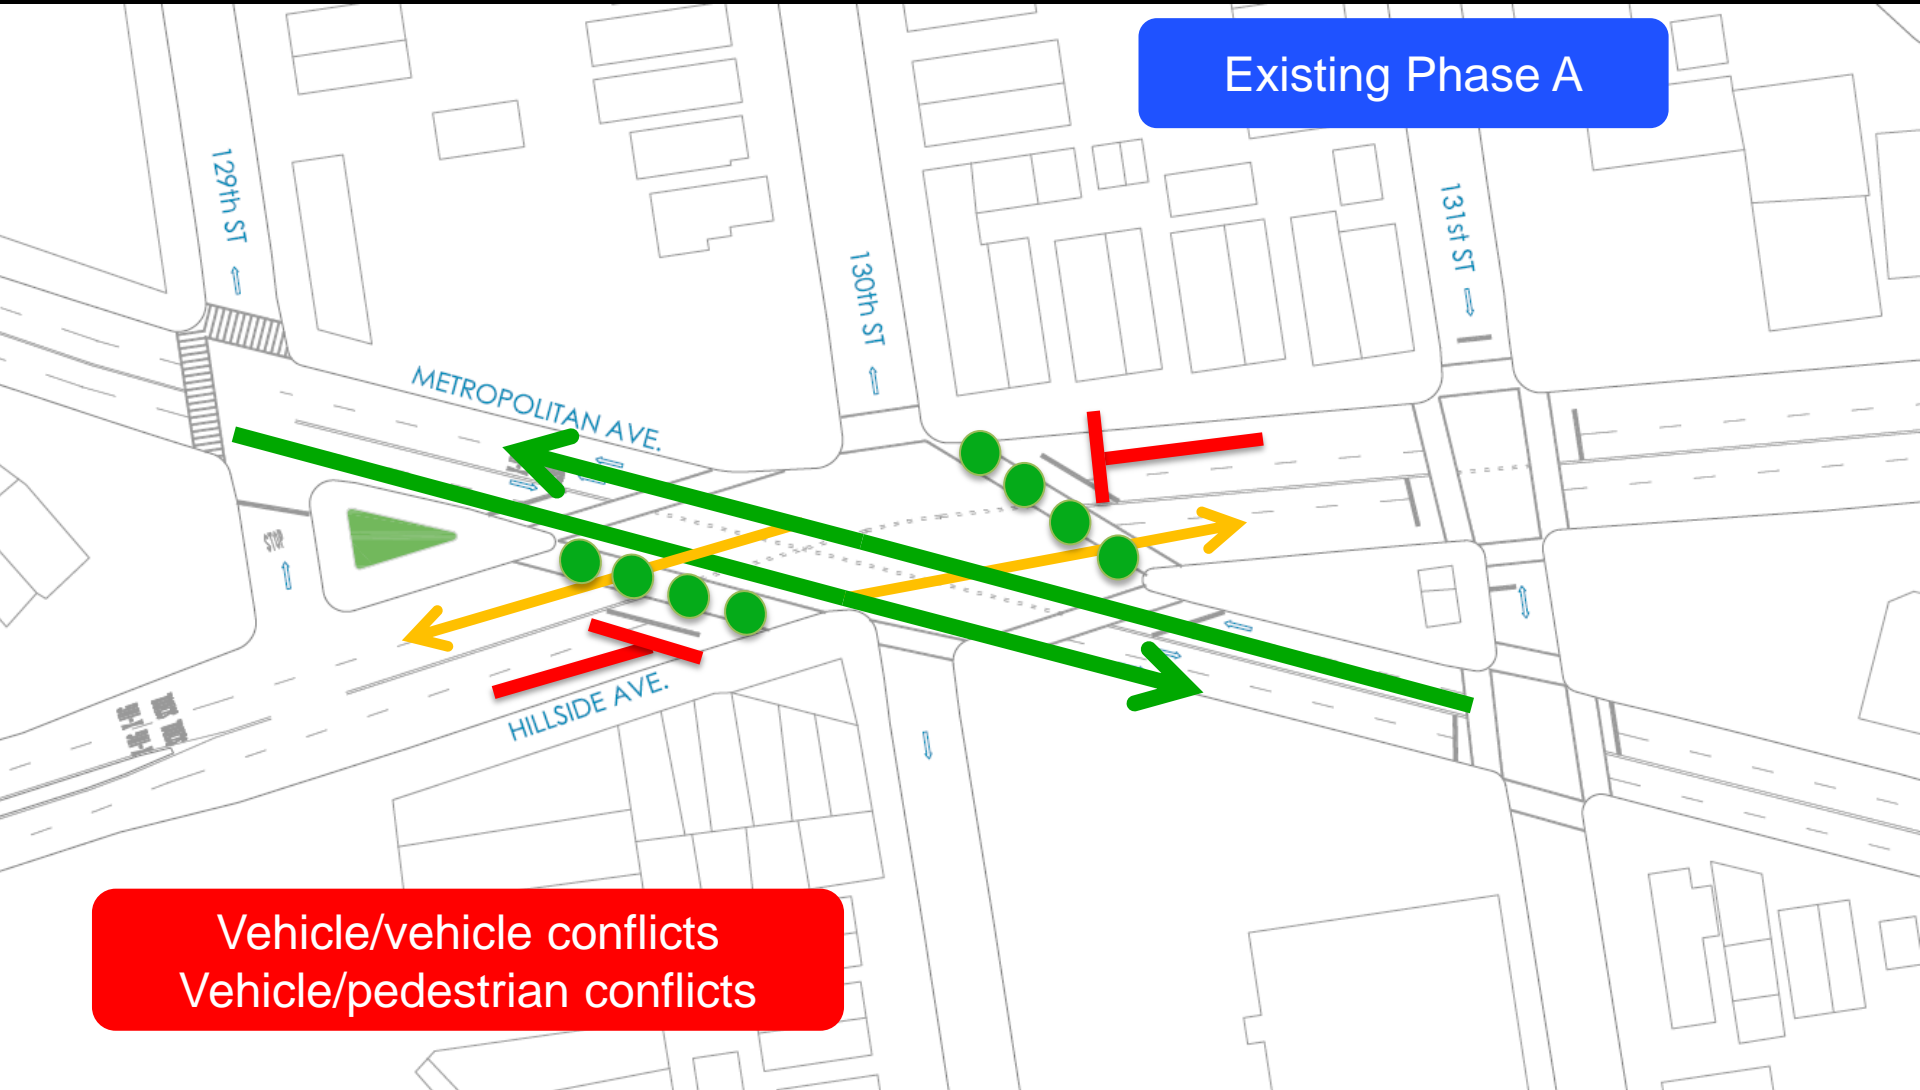 Existing Phase A
129th ST
130th ST
131st ST
METROPOLITAN AVE.
STOP
HILLSIDE AVE.
Vehicle/vehicle conflicts
Vehicle/pedestrian conflicts